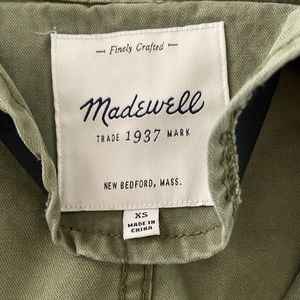 Finely Crafted
Madewell
TRADE 1937 MARK
NEW BEDFORD, MASS.
XS
MADE IN
CHINA